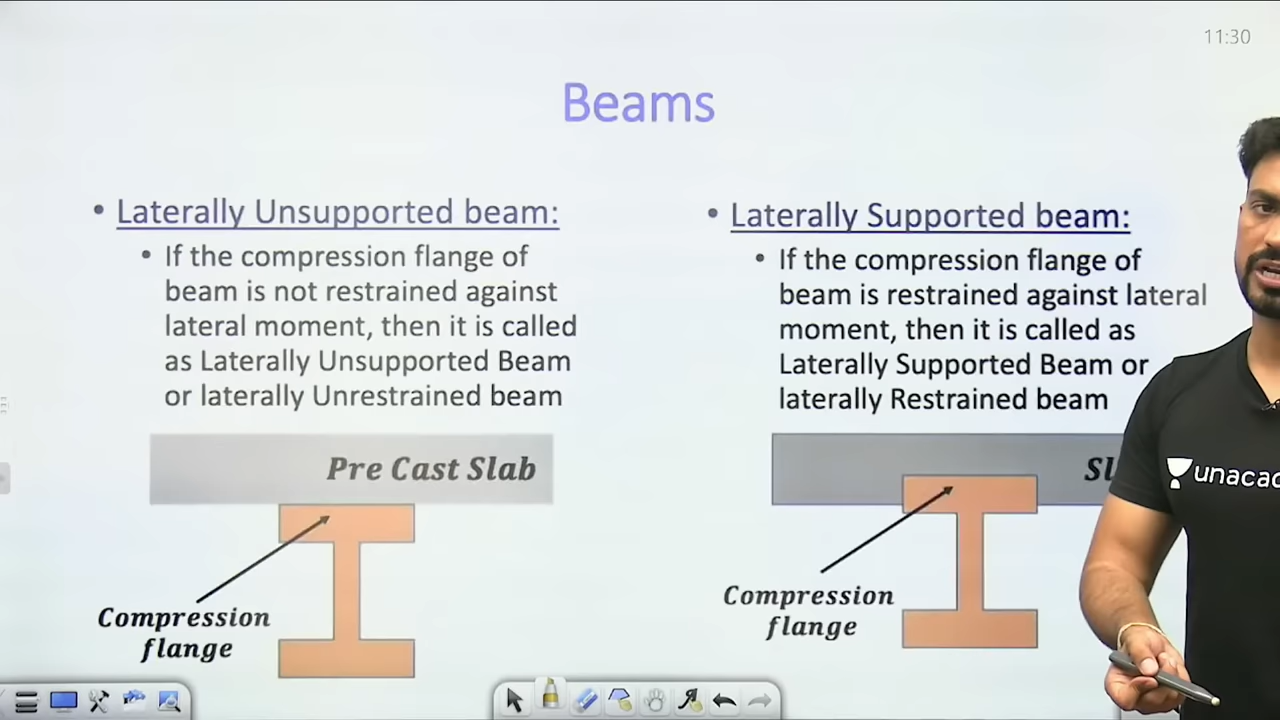 11:30
Beams
• Laterally Unsupported beam:
• If the compression flange of
beam is not restrained against
lateral moment, then it is called
as Laterally Unsupported Beam
or laterally Unrestrained beam
Pre Cast Slab
Compression
flange
• Laterally Supported beam:
• If the compression flange of
beam is restrained against lateral
moment, then it is called as
Laterally Supported Beam or
laterally Restrained beam
Compression
flange